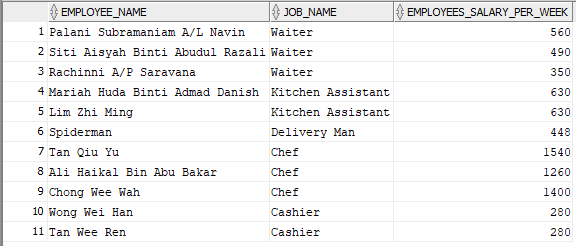 EMPLOYEE_NAME JOB_NAME EMPLOYEES_SALARY_PER_WEEK
1 Palani Subramaniam A/L Navin Waiter 560
2 Siti Aisyah Binti Abudul Razali Waiter 490
3 Rachinni A/P Saravana Waiter 350
4 Mariah Huda Binti Admad Danish Kitchen Assistant 630
5 Lim Zhi Ming Kitchen Assistant 630
6 Spiderman Delivery Man 448
7 Tan Qiu Yu Chef 1540
8 Ali Haikal Bin Abu Bakar Chef 1260
9 Chong Wee Wah Chef 1400
10 Wong Wei Han Cashier 280
11 Tan Wee Ren Cashier 280